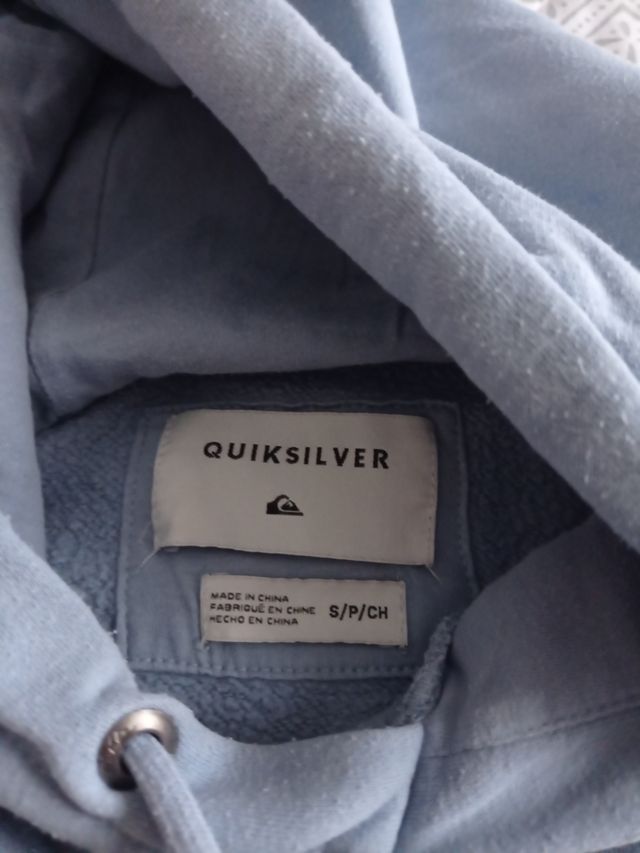 QUIKSILVER
MADE IN CHINA
FABRIQUÉ EN CHINE
HECHO EN CHINA
S/P/CH